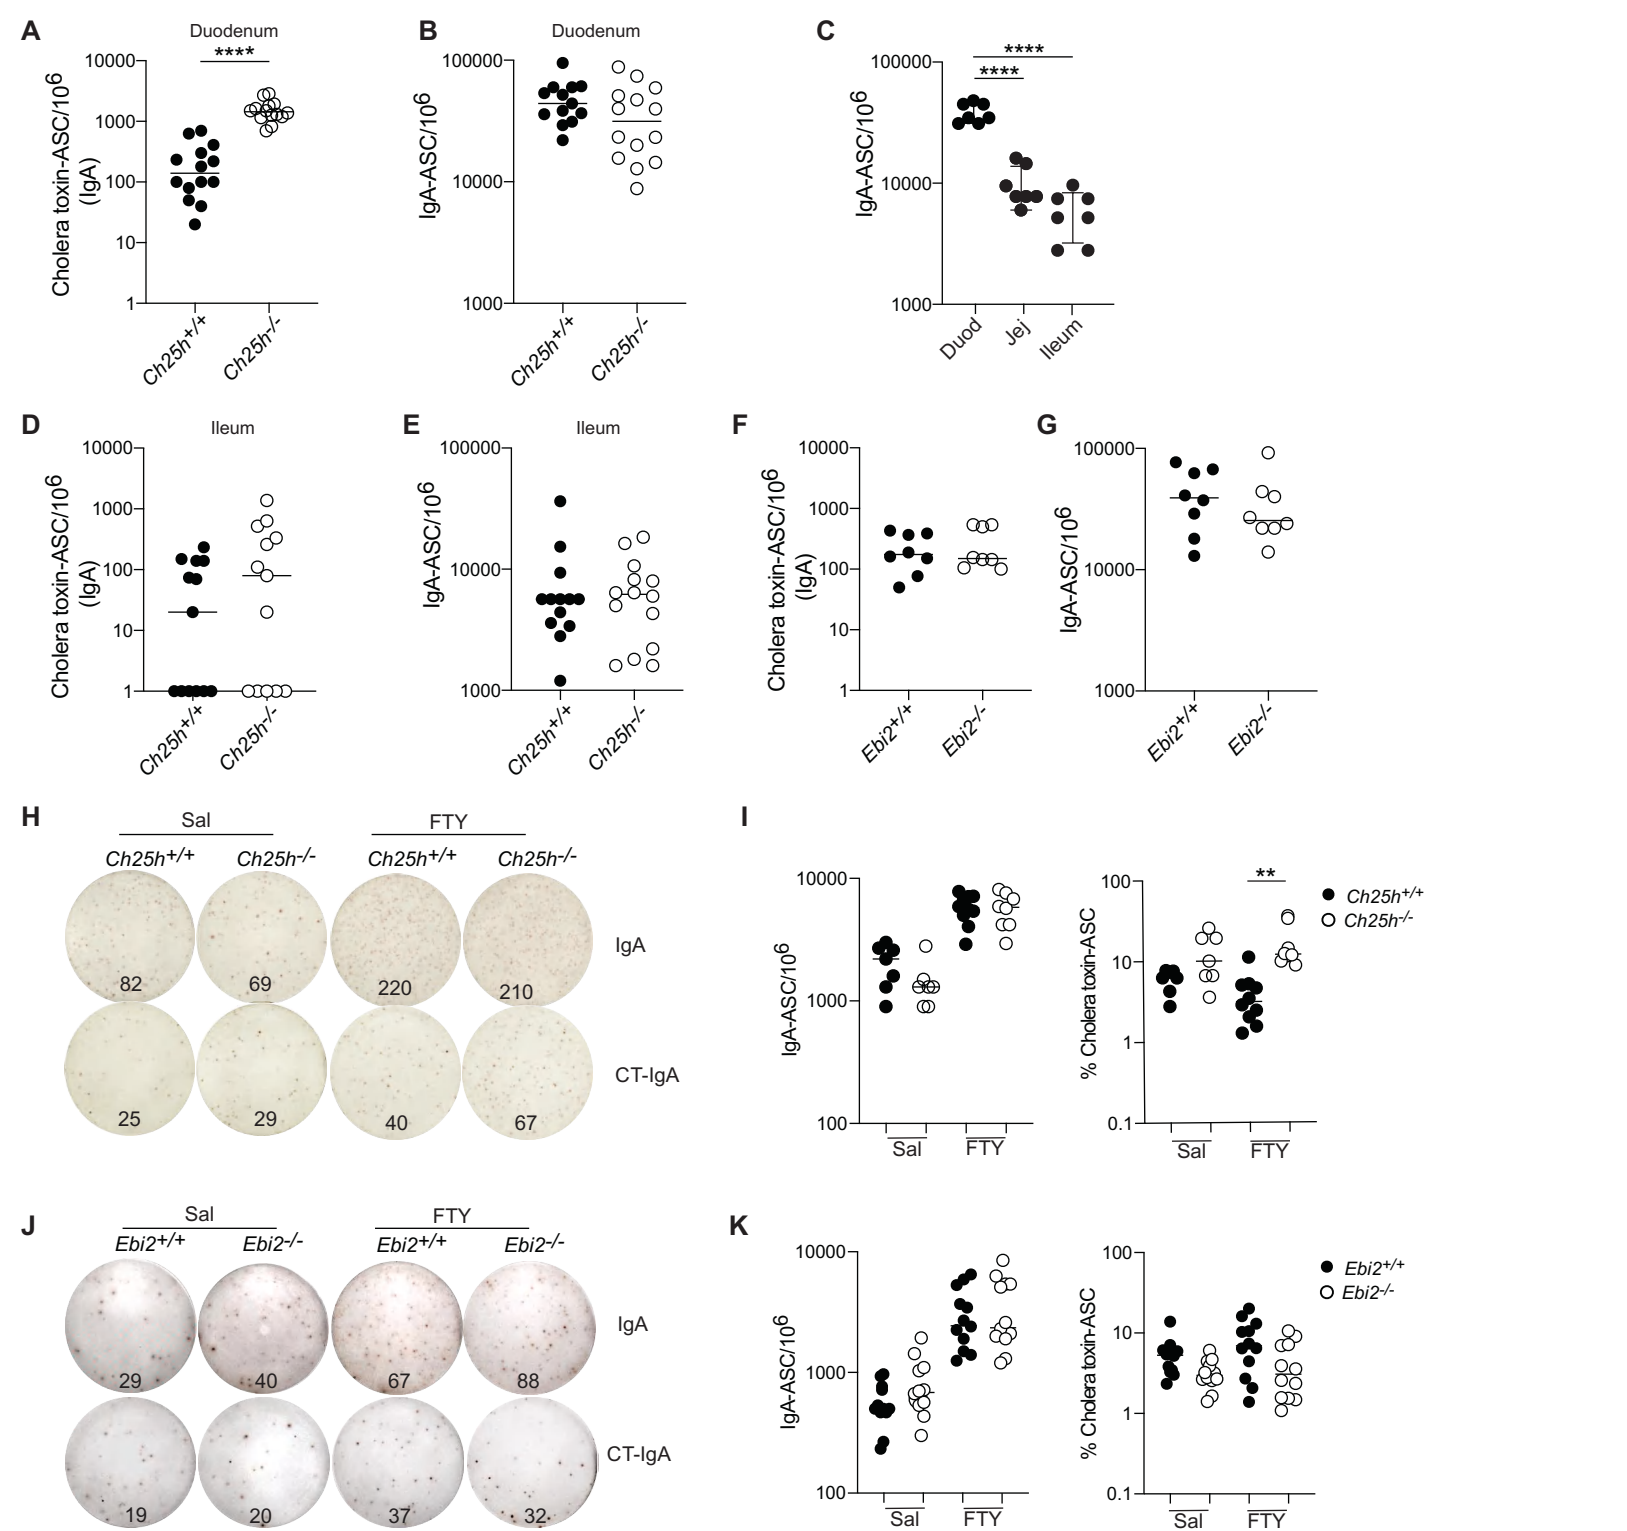 A
Duodenum
****
10000
1000
100
10
1
Cholera toxin-ASC/10^6
(IgA)
Ch25h+/+
Ch25h-/-
B
Duodenum
100000
10000
1000
IgA-ASC/10^6
Ch25h+/+
Ch25h-/-
C
****
****
100000
10000
1000
IgA-ASC/10^6
Duod
Jej
Ileum
D
Ileum
10000
1000
100
10
1
Cholera toxin-ASC/10^6
(IgA)
Ch25h+/+
Ch25h-/-
E
Ileum
100000
10000
1000
IgA-ASC/10^6
Ch25h+/+
Ch25h-/-
F
10000
1000
100
10
1
Cholera toxin-ASC/10^6
(IgA)
Ebi2+/+
Ebi2-/-
G
100000
10000
1000
IgA-ASC/10^6
Ebi2+/+
Ebi2-/-
H
Sal FTY
Ch25h+/+ Ch25h-/- Ch25h+/+ Ch25h-/-
82 69 220 210 IgA
25 29 40 67 CT-IgA
I
10000
1000
100
IgA-ASC/10^6
Sal FTY
**
100
10
1
0.1
% Cholera toxin-ASC
Sal FTY
Ch25h+/+
Ch25h-/-
J
Sal FTY
Ebi2+/+ Ebi2-/- Ebi2+/+ Ebi2-/-
29 40 67 88 IgA
19 20 37 32 CT-IgA
K
10000
1000
100
IgA-ASC/10^6
Sal FTY
100
10
1
0.1
% Cholera toxin-ASC
Sal FTY
Ebi2+/+
Ebi2-/-